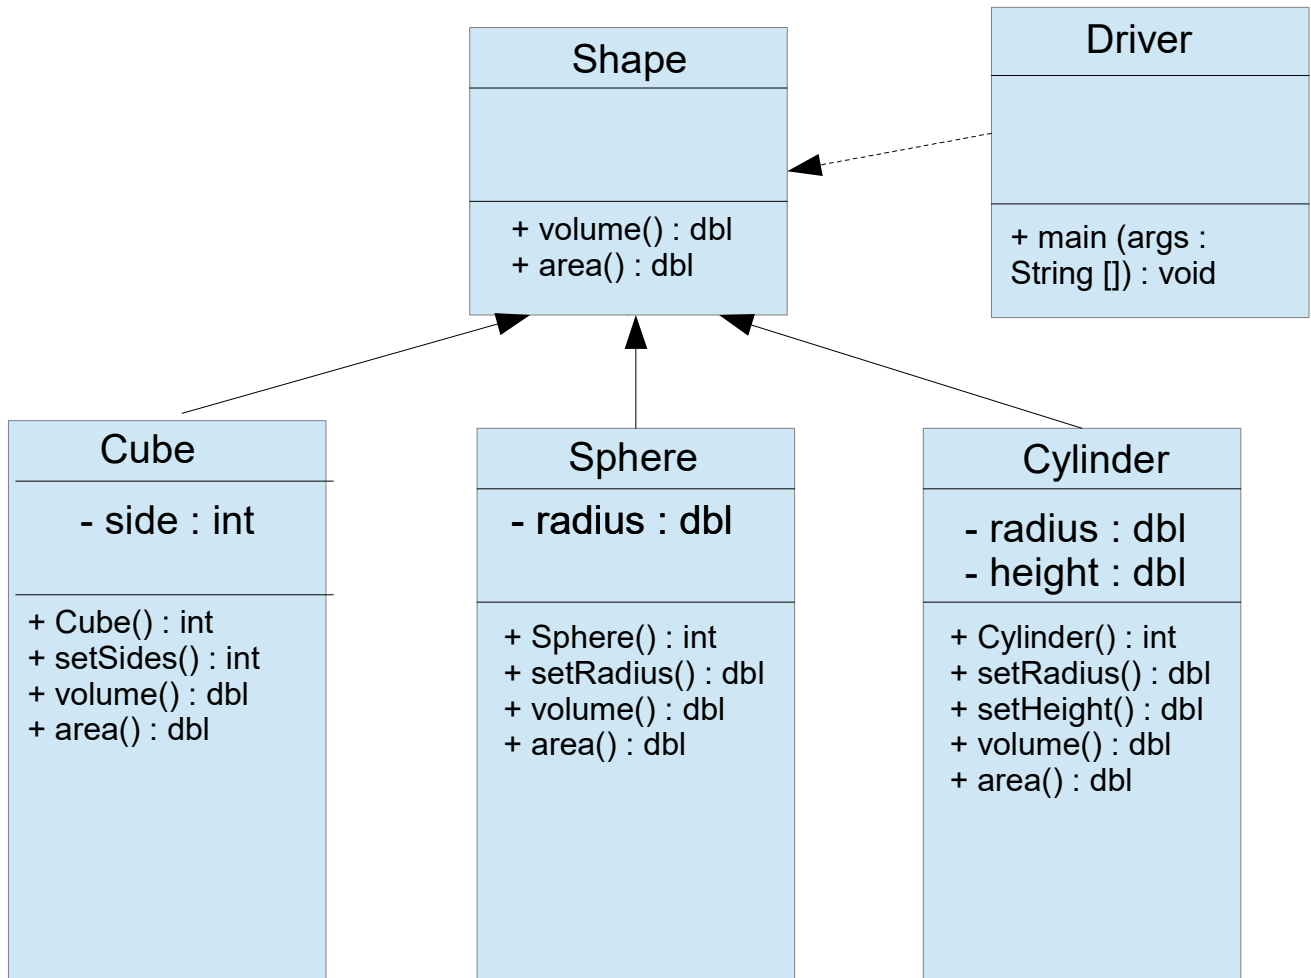 Shape
+ volume() : dbl
+ area() : dbl
Driver
+ main (args :
String []) : void
Cube
- side : int
+ Cube() : int
+ setSides() : int
+ volume() : dbl
+ area() : dbl
Sphere
- radius : dbl
+ Sphere() : int
+ setRadius() : dbl
+ volume() : dbl
+ area() : dbl
Cylinder
- radius : dbl
- height : dbl
+ Cylinder() : int
+ setRadius() : dbl
+ setHeight() : dbl
+ volume() : dbl
+ area() : dbl